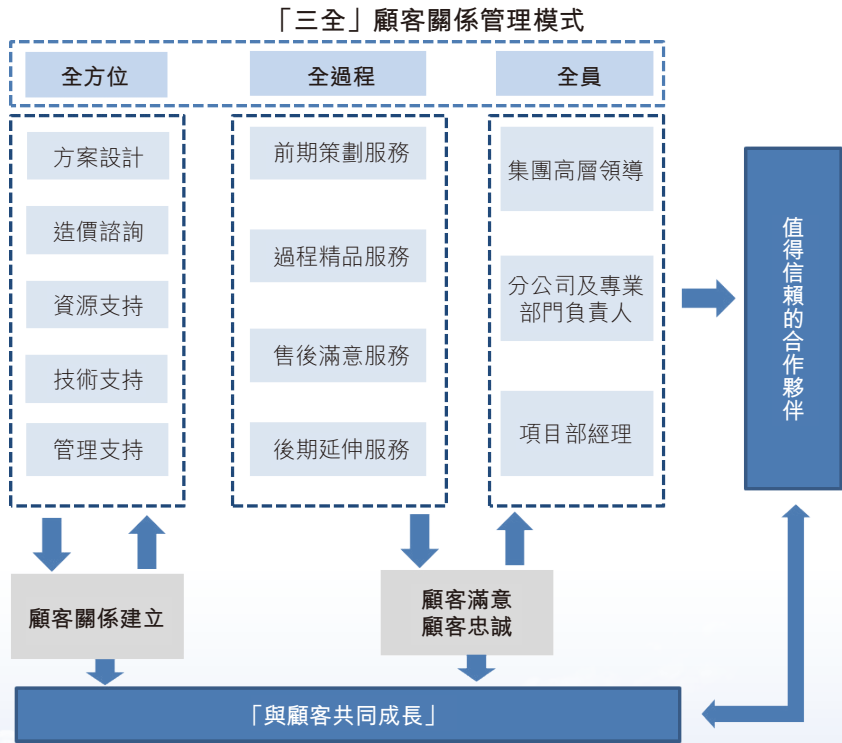 「三全」顧客關係管理模式
全方位
全過程
全員
方案設計
造價諮詢
資源支持
技術支持
管理支持
前期策劃服務
過程精品服務
售後滿意服務
後期延伸服務
集團高層領導
分公司及專業
部門負責人
項目部經理
值得信賴的合作夥伴
顧客關係建立
顧客滿意
顧客忠誠
「與顧客共同成長」